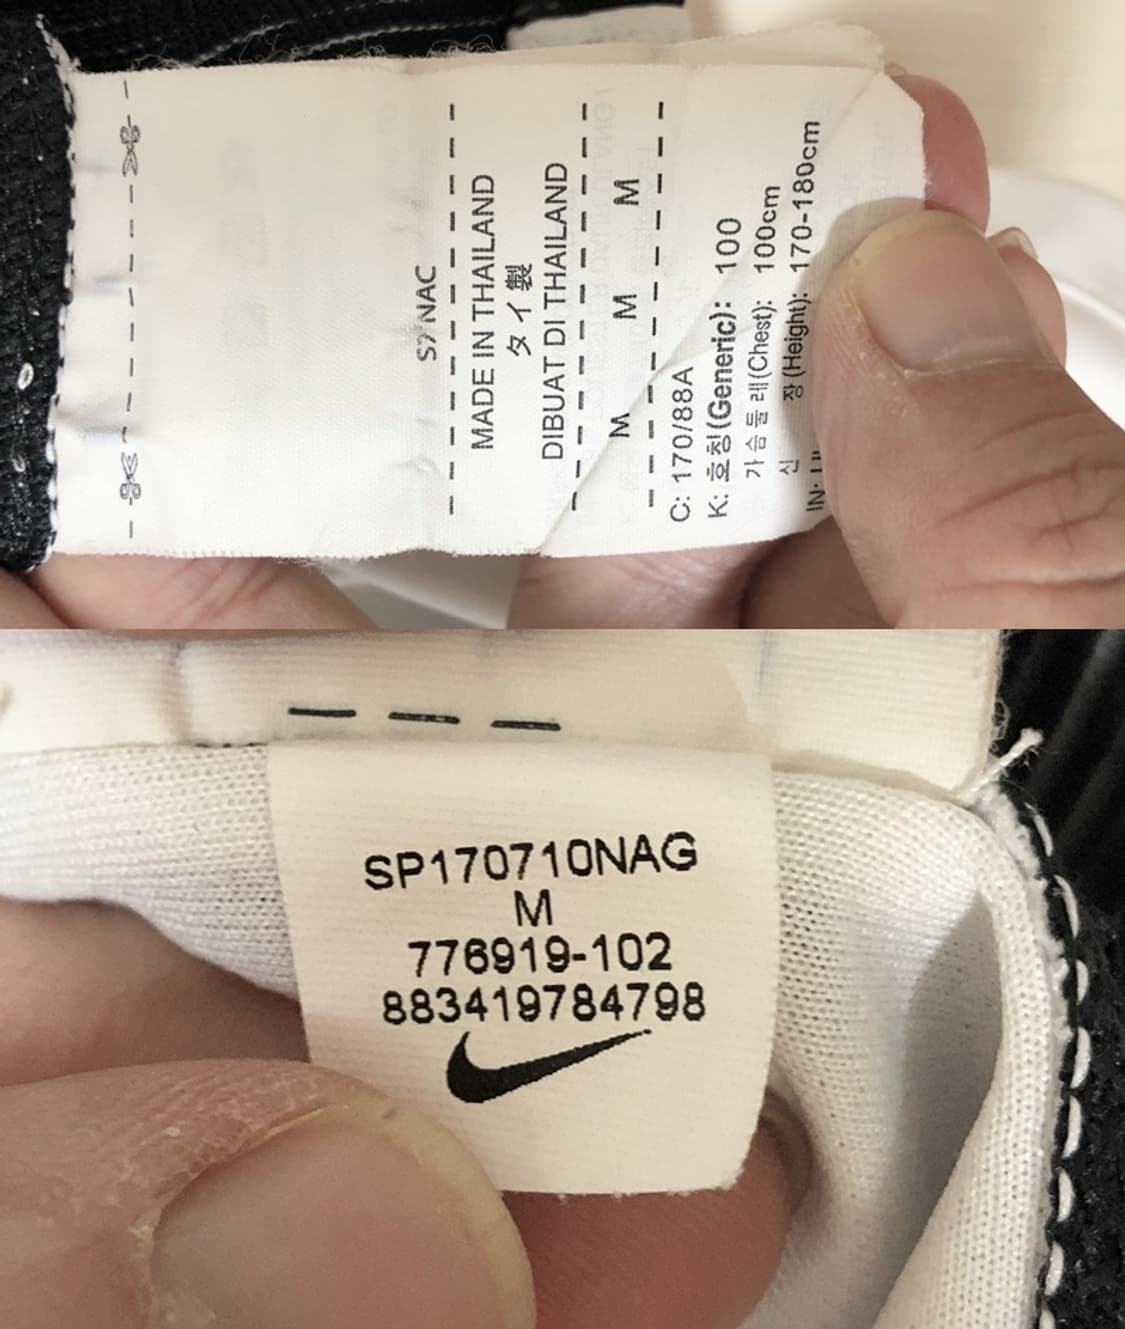 S7 NAC
MADE IN THAILAND
タイ製
DIBUAT DI THAILAND
M M M
C: 170/88A
K: 호칭(Generic): 100
가슴둘레(Chest): 100cm
신 장(Height): 170-180cm
IN:
SP170710NAG
M
776919-102
883419784798